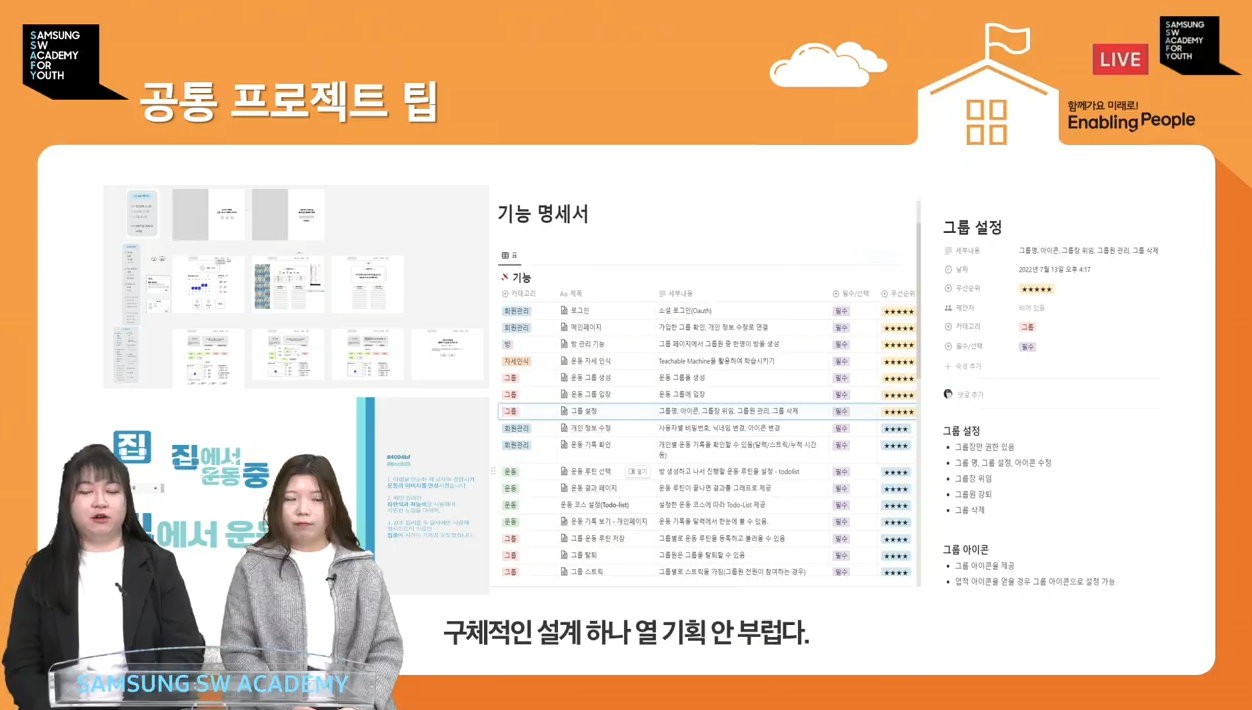 SAMSUNG
SW
ACADEMY
FOR
YOUTH
공통 프로젝트 팁
LIVE
SAMSUNG
SW
ACADEMY
FOR
YOUTH
함께가요 미래로!
Enabling People
기능 명세서
표
기능
카테고리 Aa 제목 세부내용 필수/선택 우선순위
회원관리 로그인 소셜 로그인(Oauth) 필수 ★★★★★
회원관리 메인페이지 가입한 그룹 확인, 개인 정보 수정로 연결 필수 ★★★★★
방 방 관리 기능 그룹 페이지에서 그룹원 중 한명이 방을 생성 필수 ★★★★★
자세인식 운동 자세 인식 Teachable Machine을 활용하여 학습시키기 필수 ★★★★★
그룹 운동 그룹 생성 운동 그룹을 생성 필수 ★★★★★
그룹 운동 그룹 입장 운동 그룹에 입장 필수 ★★★★★
그룹 그룹 설정 그룹명, 아이콘, 그룹장 위임, 그룹원 관리, 그룹 삭제 필수 ★★★★★
회원관리 개인 정보 수정 사용자별 비밀번호, 닉네임 변경, 아이콘 변경 필수 ★★★★
회원관리 운동 기록 확인 개인별 운동 기록을 확인할 수 있음(달력/스트릭/누적 시간 등) 필수 ★★★★
운동 운동 루틴 선택 열기 방 생성하고 나서 진행할 운동 루틴을 설정 - todolist 필수 ★★★★
운동 운동 결과 페이지 운동 루틴이 끝나면 결과를 그래프로 제공 필수 ★★★★
운동 운동 코스 설정(Todo-list) 설정한 운동 코스에 따라 Todo-List 제공 필수 ★★★★
운동 운동 기록 보기 - 개인페이지 운동 기록을 달력에서 한눈에 볼 수 있음. 필수 ★★★★
그룹 그룹 운동 루틴 저장 그룹별로 운동 루틴을 등록하고 불러올 수 있음 필수 ★★★★
그룹 그룹 탈퇴 그룹원은 그룹을 탈퇴할 수 있음 필수 ★★★★
그룹 그룹 스트릭 그룹별로 스트릭을 가짐(그룹원 전원이 참여하는 경우) 필수 ★★★★
그룹 설정
세부내용 그룹명, 아이콘, 그룹장 위임, 그룹원 관리, 그룹 삭제
날짜 2022년 7월 13일 오후 4:17
우선순위 ★★★★★
제안자 비어 있음
카테고리 그룹
필수/선택 필수
속성 추가
댓글 추가
그룹 설정
그룹장만 권한 있음
그룹 명, 그룹 설정, 아이콘 수정
그룹장 위임
그룹원 강퇴
그룹 삭제
그룹 아이콘
그룹 아이콘을 제공
업적 아이콘을 얻을 경우 그룹 아이콘으로 설정 가능
집
집에서
운동중
에서 운
구체적인 설계 하나 열 기획 안 부럽다.
SAMSUNG SW ACADEMY